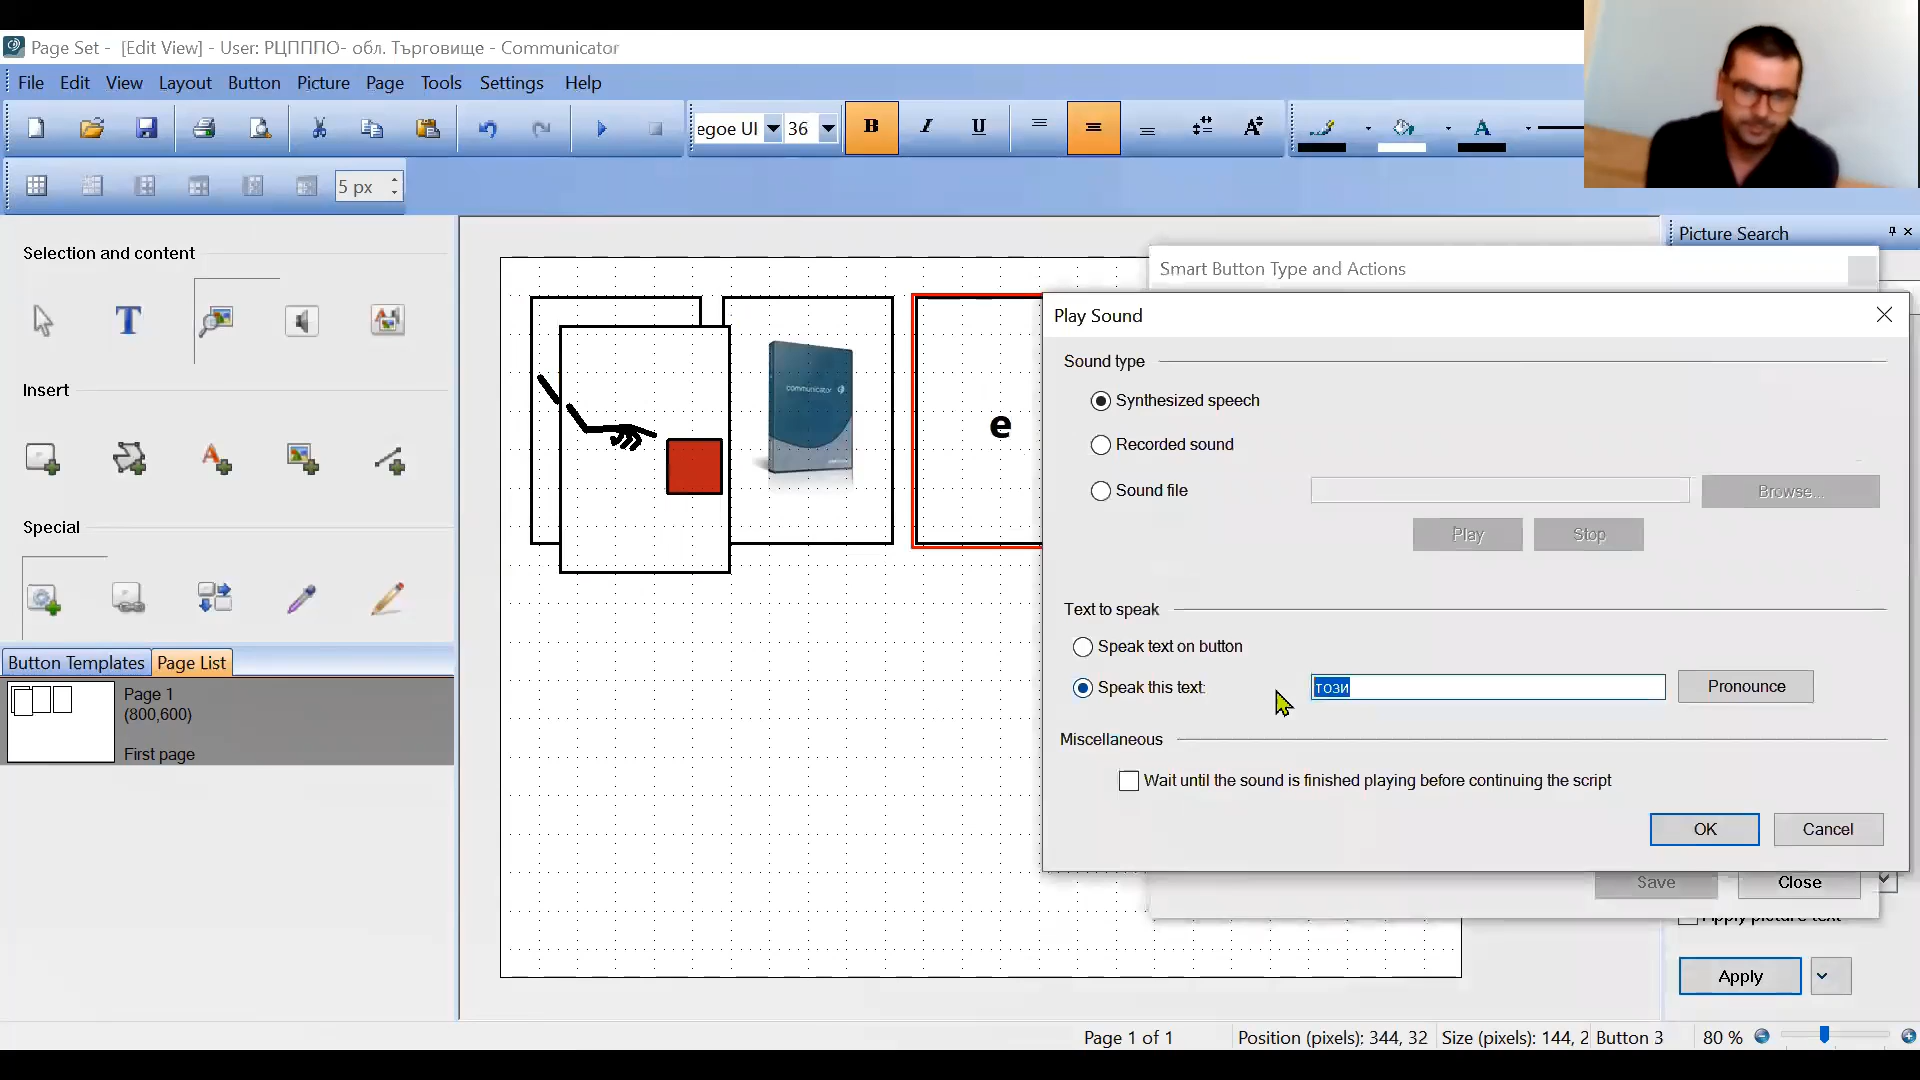 Page Set - [Edit View] - User: РЦПППО- обл. Търговище - Communicator
File Edit View Layout Button Picture Page Tools Settings Help
egoe UI 36 B I U A
5 px
Selection and content
T
Insert
Special
Button Templates Page List
Page 1
(800,600)
First page
communicator
e
Picture Search
Smart Button Type and Actions
Play Sound
Sound type
Synthesized speech
Recorded sound
Sound file Browse...
Play Stop
Text to speak
Speak text on button
Speak this text: този Pronounce
Miscellaneous
Wait until the sound is finished playing before continuing the script
OK Cancel
Save Close
Apply picture text
Apply
Page 1 of 1 Position (pixels): 344, 32 Size (pixels): 144, 2 Button 3 80 %